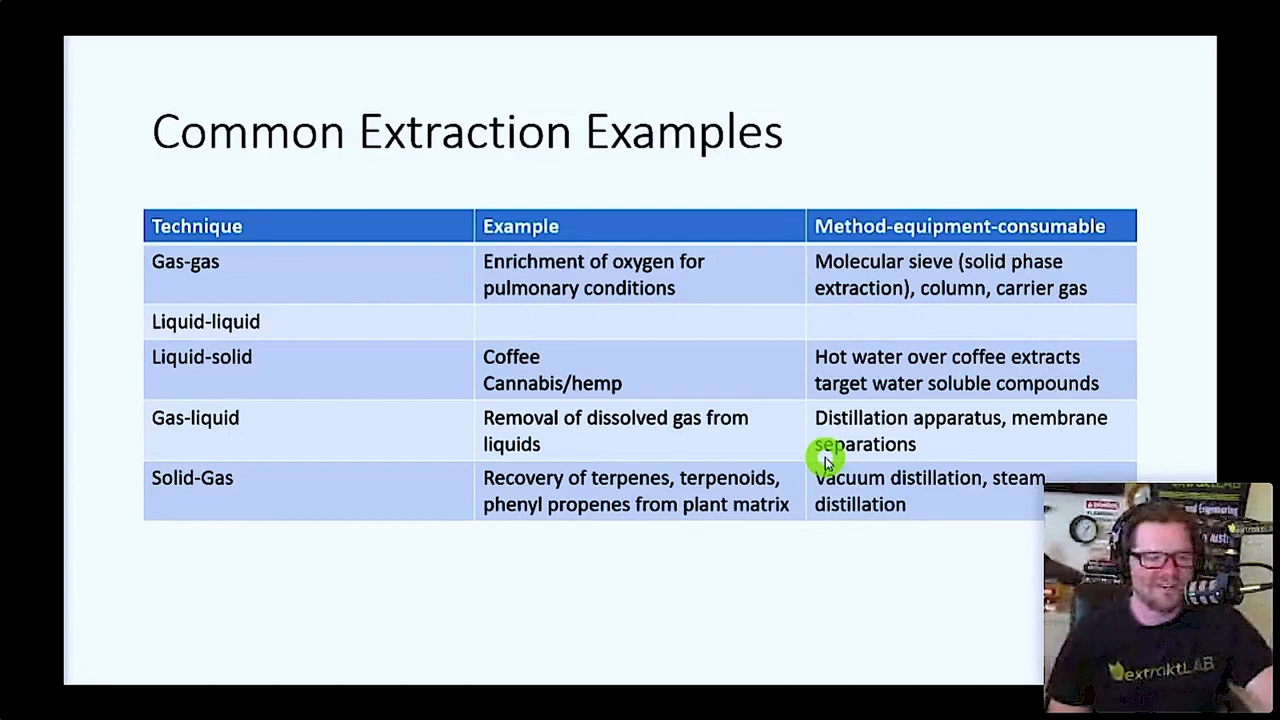 Common Extraction Examples
Technique
Example
Method-equipment-consumable
Gas-gas
Enrichment of oxygen for
pulmonary conditions
Molecular sieve (solid phase
extraction), column, carrier gas
Liquid-liquid
Liquid-solid
Coffee
Cannabis/hemp
Hot water over coffee extracts
target water soluble compounds
Gas-liquid
Removal of dissolved gas from
liquids
Distillation apparatus, membrane
separations
Solid-Gas
Recovery of terpenes, terpenoids,
phenyl propenes from plant matrix
Vacuum distillation, steam
distillation
extraktLAB